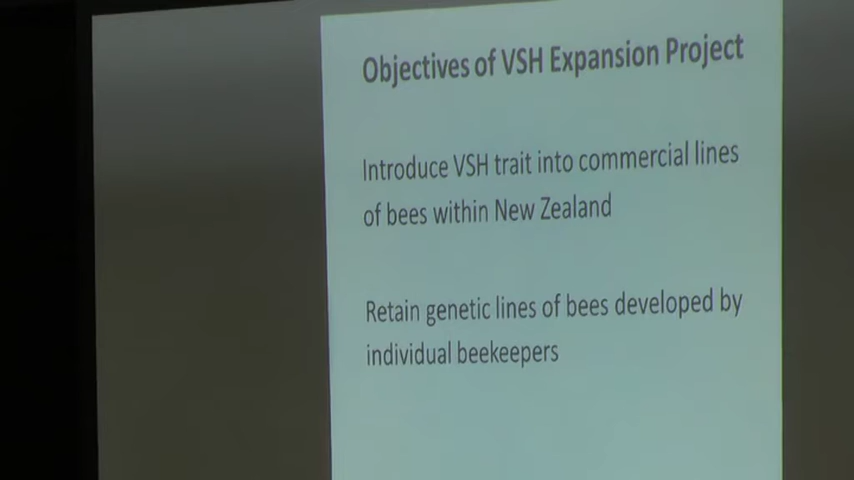 Objectives of VSH Expansion Project
Introduce VSH trait into commercial lines
of bees within New Zealand
Retain genetic lines of bees developed by
individual beekeepers